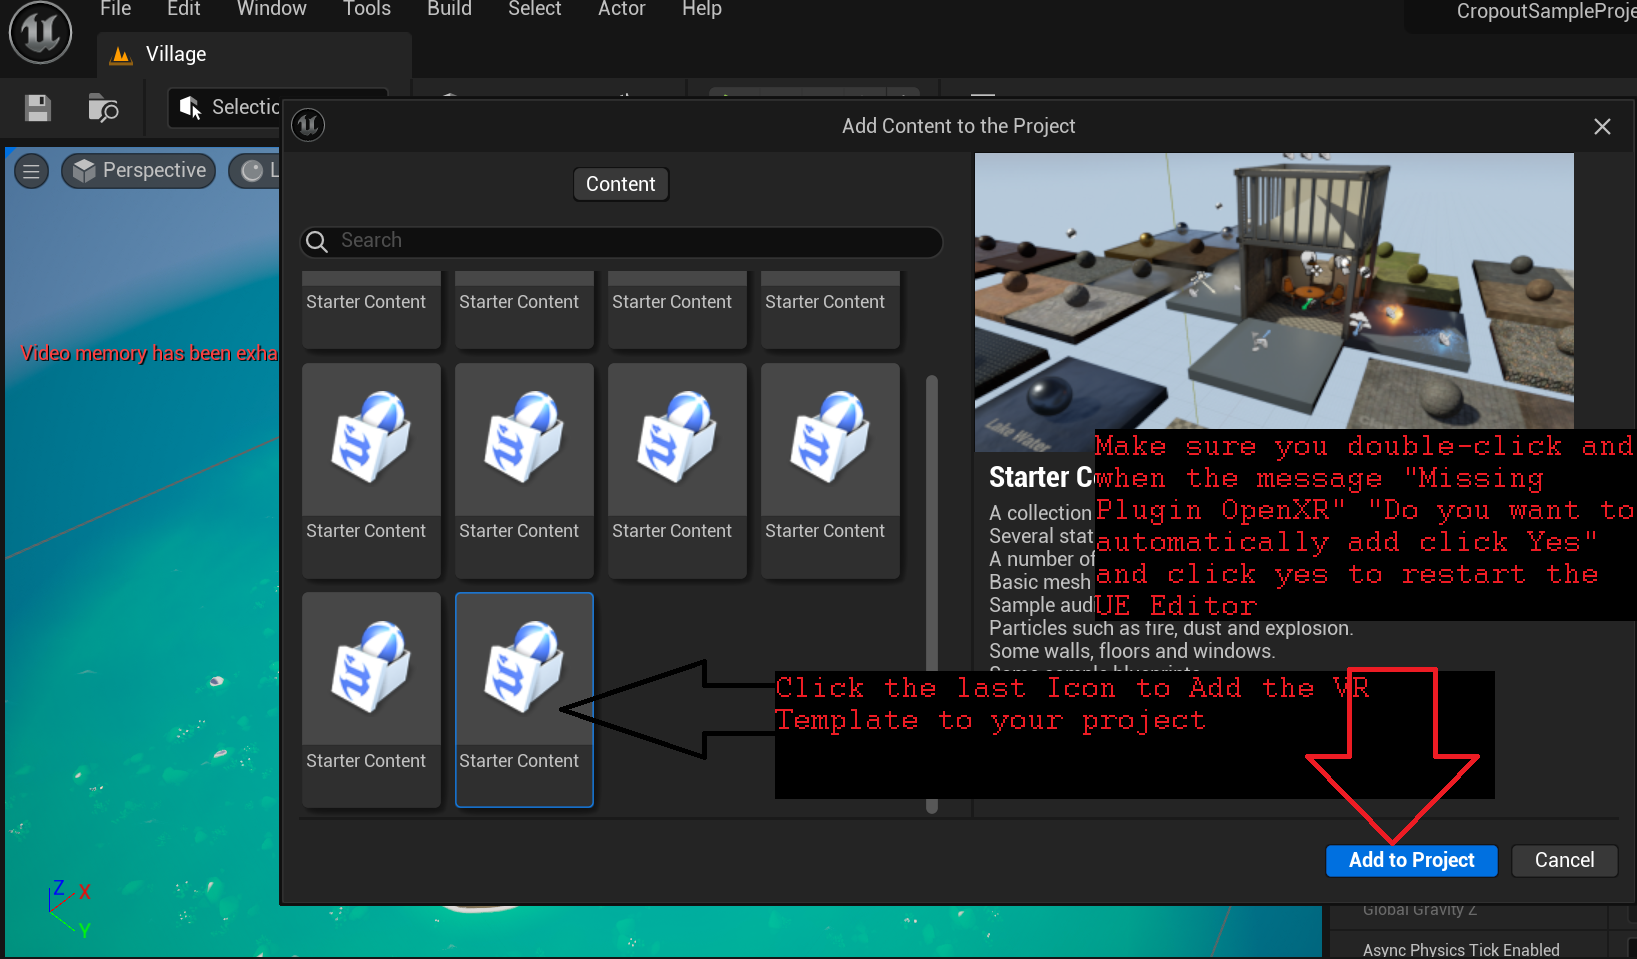 File Edit Window Tools Build Select Actor Help
CropoutSampleProje
Village
Selectio
Add Content to the Project
Perspective
L
Content
Search
Starter Content Starter Content Starter Content Starter Content
Video memory has been exha
Starter Content Starter Content Starter Content Starter Content
Starter Content Starter Content
Lake Water
Starter C
A collection
Several stat
A number of
Basic mesh
Sample audi
Particles such as fire, dust and explosion.
Some walls, floors and windows.
Some sample blueprints
Make sure you double-click and
when the message "Missing
Plugin OpenXR" "Do you want to
automatically add click Yes"
and click yes to restart the
UE Editor
Click the last Icon to Add the VR
Template to your project
Add to Project
Cancel
Z X
Y
Global Gravity Z
Async Physics Tick Enabled